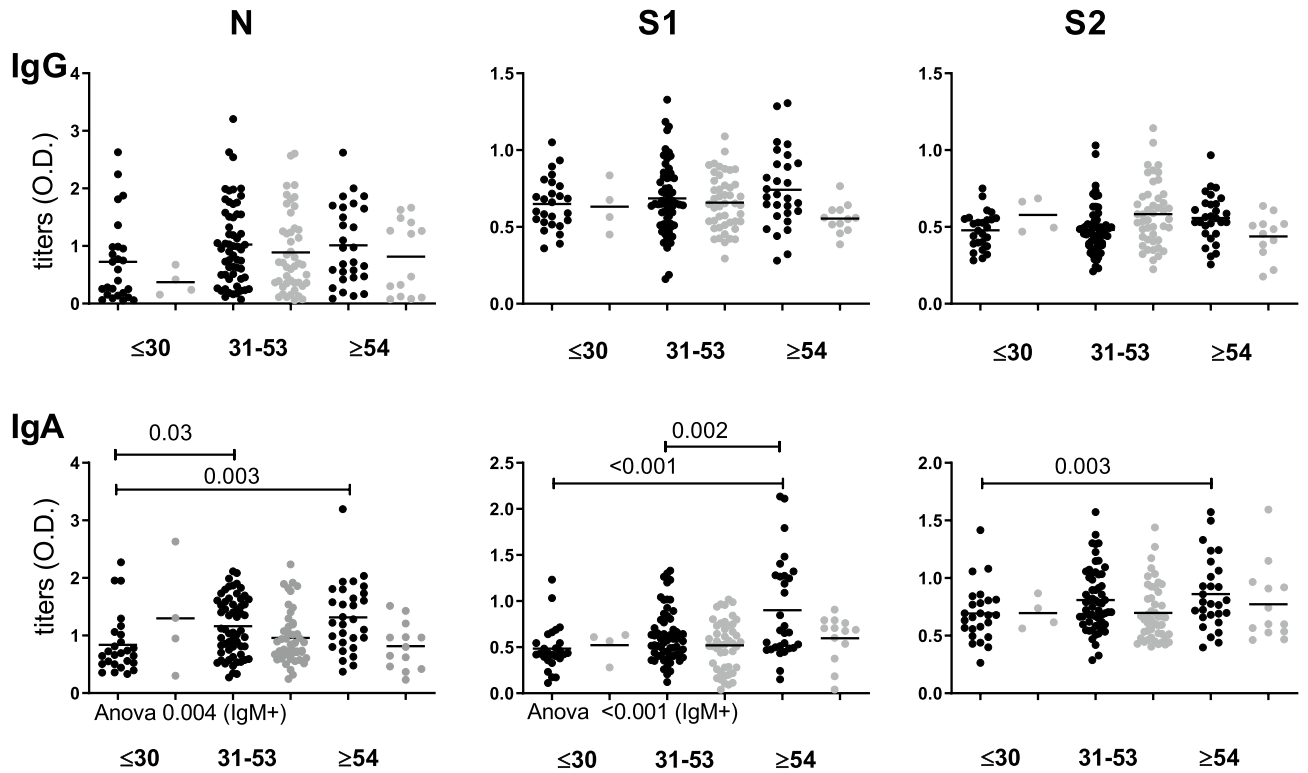 N S1 S2
IgG
titers (O.D.)
4
3
2
1
0
≤30 31-53 ≥54
1.5
1.0
0.5
0.0
≤30 31-53 ≥54
1.5
1.0
0.5
0.0
≤30 31-53 ≥54
IgA
titers (O.D.)
0.03
0.003
4
3
2
1
0
Anova 0.004 (IgM+)
≤30 31-53 ≥54
0.002
<0.001
2.5
2.0
1.5
1.0
0.5
0.0
Anova <0.001 (IgM+)
≤30 31-53 ≥54
0.003
2.0
1.5
1.0
0.5
0.0
≤30 31-53 ≥54